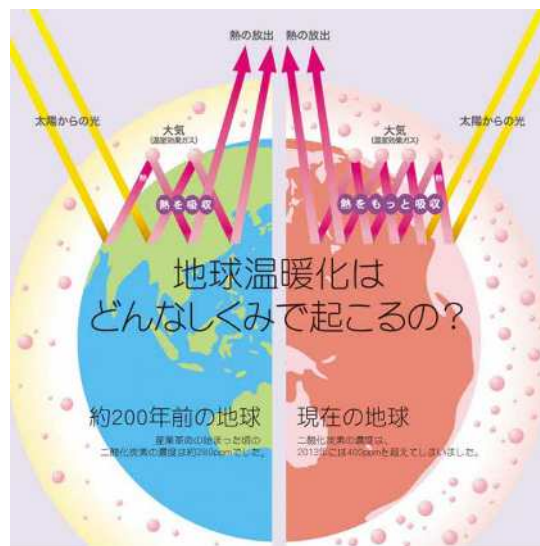 熱の放出 熱の放出
太陽からの光
大気
(温室効果ガス)
大気
(温室効果ガス)
太陽からの光
熱
熱
熱を吸収
熱をもっと吸収
地球温暖化は
どんなしくみで起こるの?
約200年前の地球
産業革命の始まった頃の
二酸化炭素の濃度は約280ppmでした。
現在の地球
二酸化炭素の濃度は、
2013年には400ppmを超えてしまいました。